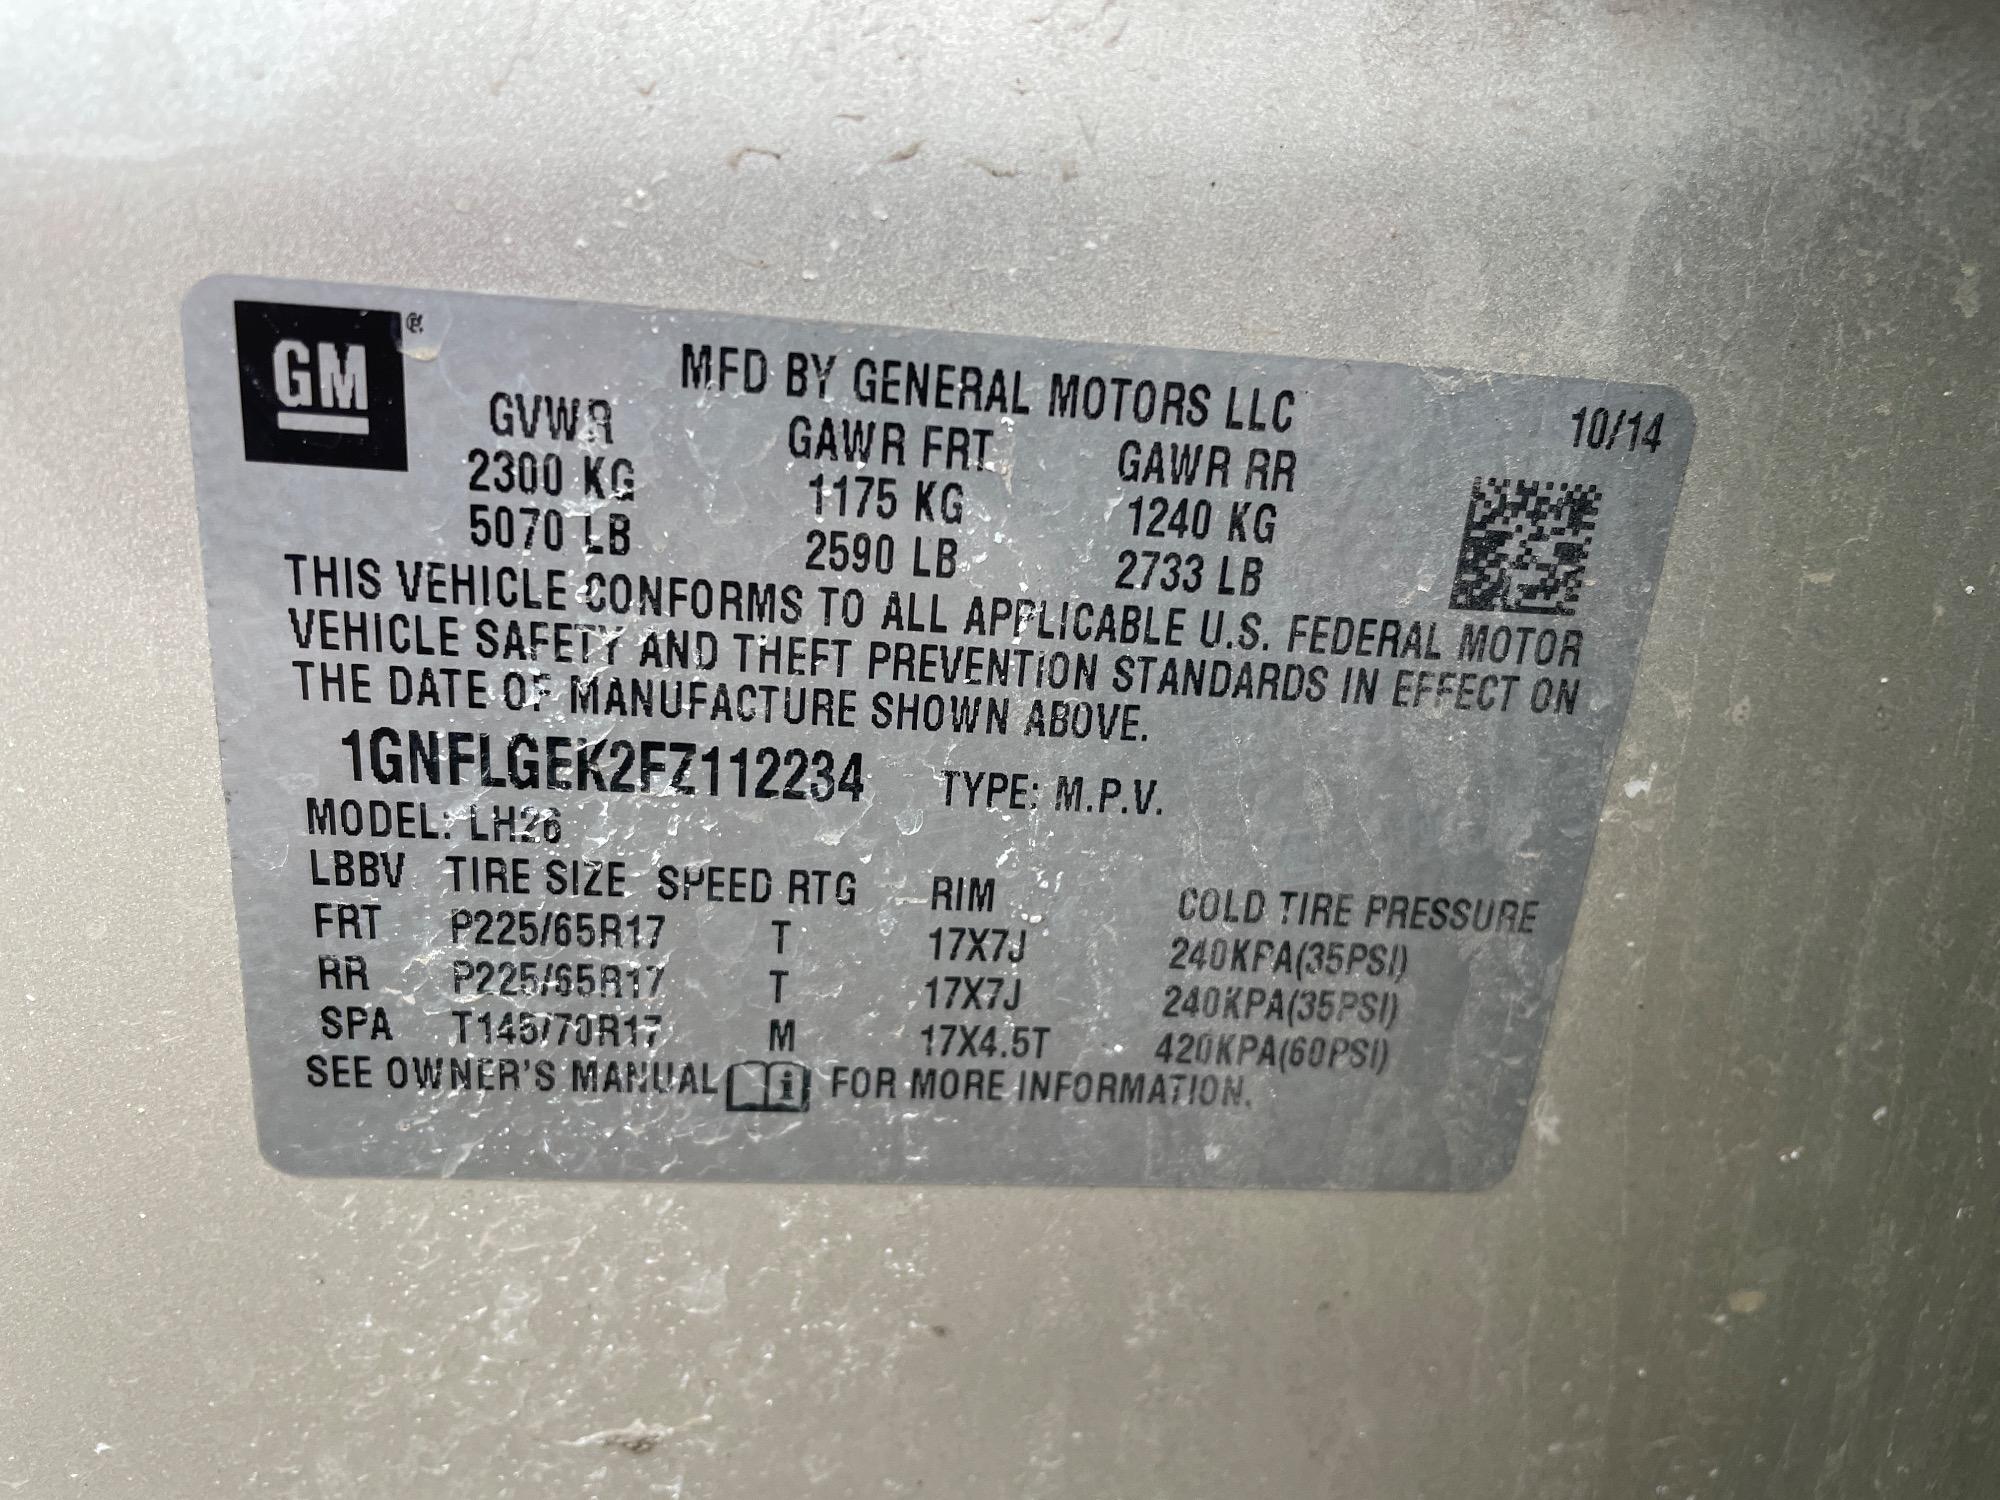 GM®
MFD BY GENERAL MOTORS LLC
10/14
GVWR GAWR FRT GAWR RR
2300 KG 1175 KG 1240 KG
5070 LB 2590 LB 2733 LB
THIS VEHICLE CONFORMS TO ALL APPLICABLE U.S. FEDERAL MOTOR
VEHICLE SAFETY AND THEFT PREVENTION STANDARDS IN EFFECT ON
THE DATE OF MANUFACTURE SHOWN ABOVE.
1GNFLGEK2FZ112234 TYPE: M.P.V.
MODEL: LH26
LBBV TIRE SIZE SPEED RTG RIM COLD TIRE PRESSURE
FRT P225/65R17 T 17X7J 240KPA(35PSI)
RR P225/65R17 T 17X7J 240KPA(35PSI)
SPA T145/70R17 M 17X4.5T 420KPA(60PSI)
SEE OWNER'S MANUAL i FOR MORE INFORMATION.